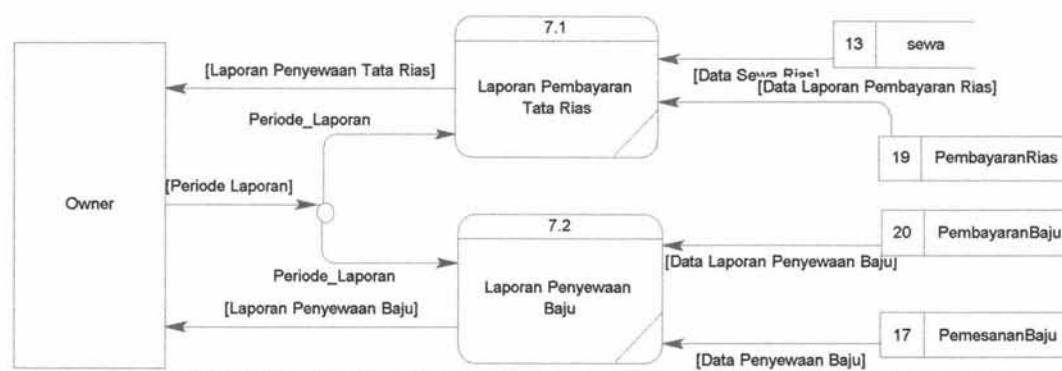 7.1
13 sewa
[Laporan Penyewaan Tata Rias]
Laporan Pembayaran
Tata Rias
[Data Sewa Rias]
[Data Laporan Pembayaran Rias]
Periode_Laporan
19 PembayaranRias
Owner
[Periode Laporan]
7.2
20 PembayaranBaju
[Data Laporan Penyewaan Baju]
Periode_Laporan
Laporan Penyewaan
Baju
[Laporan Penyewaan Baju]
17 PemesananBaju
[Data Penyewaan Baju]